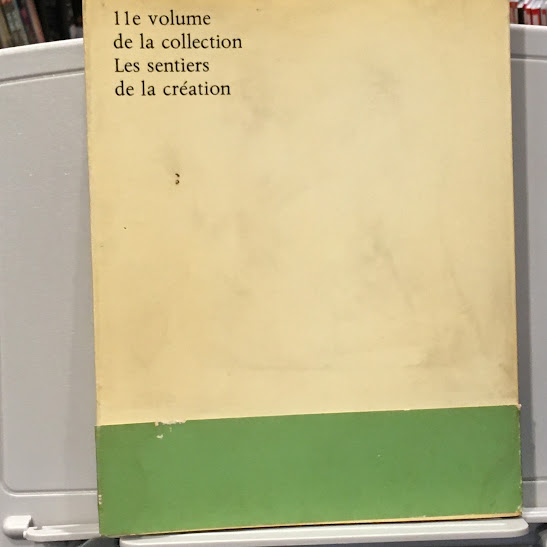 11e volume
de la collection
Les sentiers
de la création